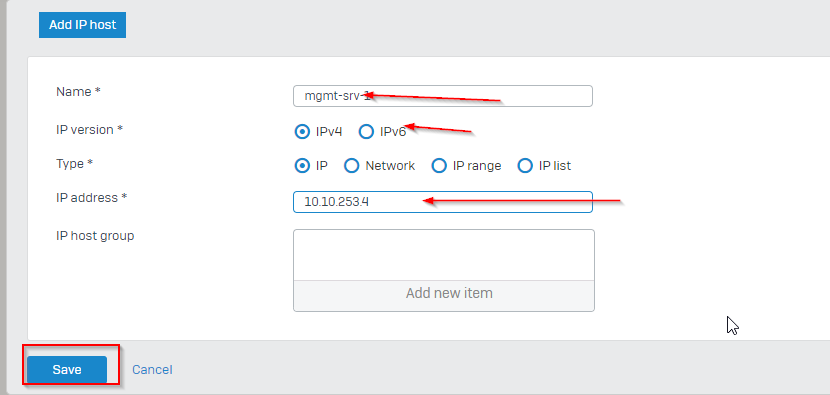 Add IP host
Name *
mgmt-srv-1
IP version *
IPv4 IPv6
Type *
IP Network IP range IP list
IP address *
10.10.253.4
IP host group
Add new item
Save Cancel